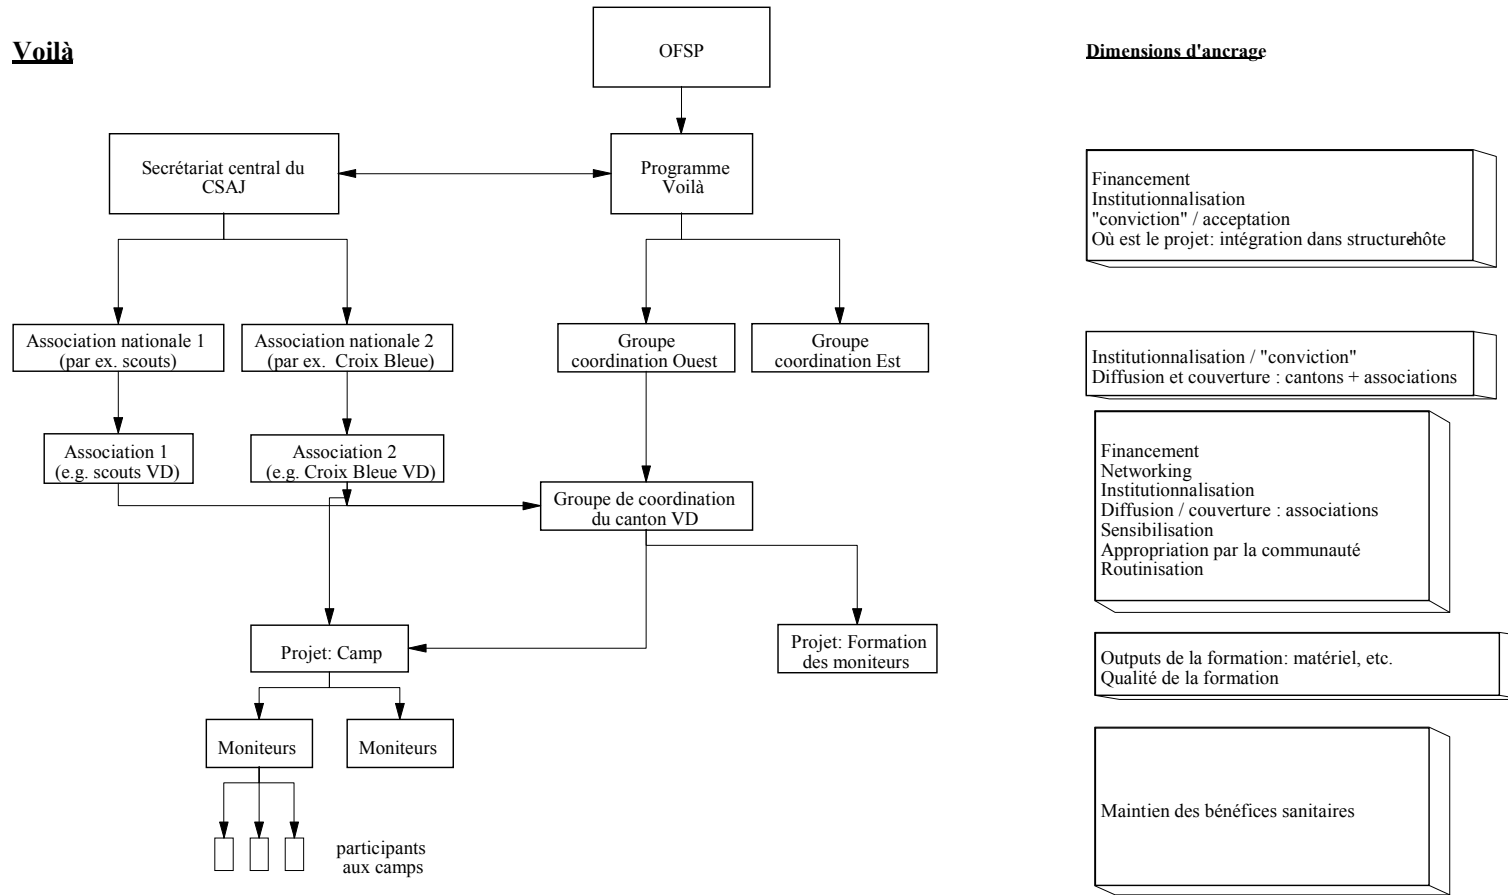 Voilà
OFSP
Dimensions d'ancrage
Secrétariat central du
CSAJ
Programme
Voilà
Financement
Institutionnalisation
"conviction" / acceptation
Où est le projet: intégration dans structure-hôte
Association nationale 1
(par ex. scouts)
Association nationale 2
(par ex. Croix Bleue)
Groupe
coordination Ouest
Groupe
coordination Est
Institutionnalisation / "conviction"
Diffusion et couverture : cantons + associations
Association 1
(e.g. scouts VD)
Association 2
(e.g. Croix Bleue VD)
Groupe de coordination
du canton VD
Financement
Networking
Institutionnalisation
Diffusion / couverture : associations
Sensibilisation
Appropriation par la communauté
Routinisation
Projet: Camp
Projet: Formation
des moniteurs
Outputs de la formation: matériel, etc.
Qualité de la formation
Moniteurs
Moniteurs
participants
aux camps
Maintien des bénéfices sanitaires